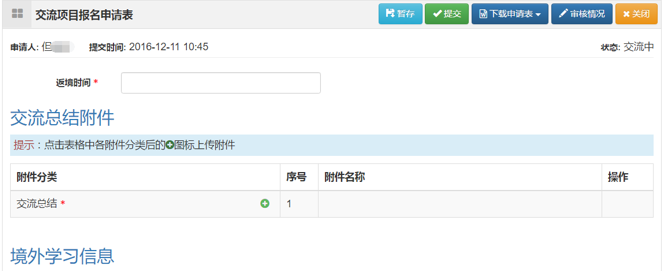 交流项目报名申请表
暂存 提交 下载申请表 审核情况 关闭
申请人: 但 提交时间: 2016-12-11 10:45 状态: 交流中
返填时间 *
交流总结附件
提示：点击表格中各附件分类后的图标上传附件
附件分类 序号 附件名称 操作
交流总结 * 1
境外学习信息